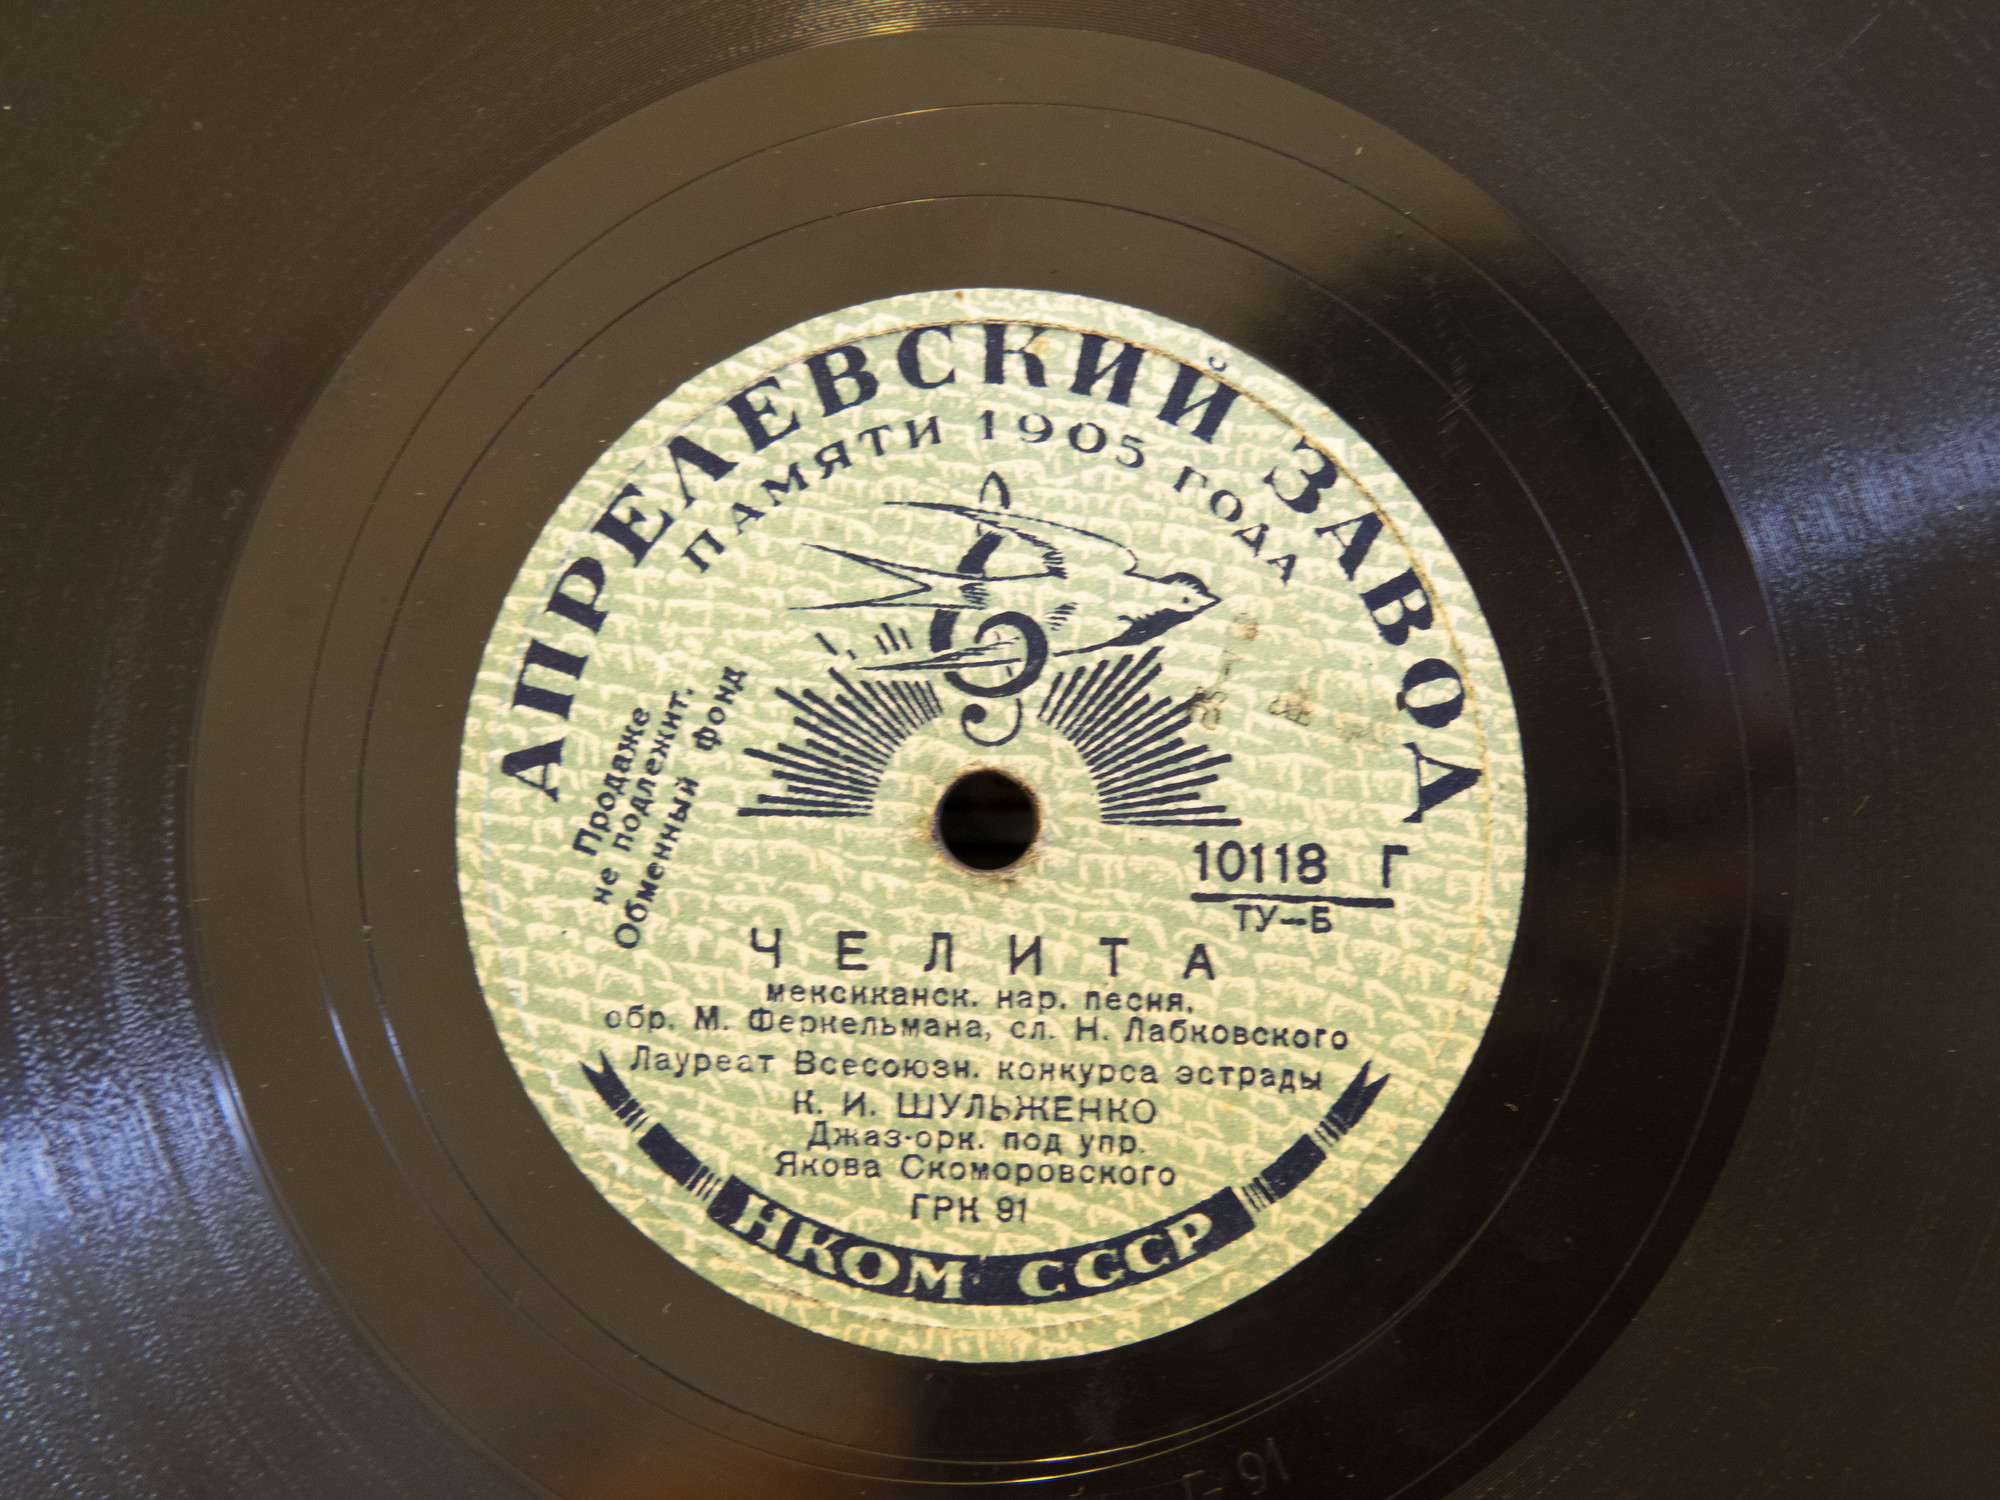 АПРЕЛЕВСКИЙ ЗАВОД
ПАМЯТИ 1905 ГОДА
Продаже
не подлежит.
Обменный Фонд
10118 Г
ТУ—Б
ЧЕЛИТА
мексиканск. нар. песня,
обр. М. Феркельмана, сл. Н. Лабковского
Лауреат Всесоюзн. конкурса эстрады
К. И. ШУЛЬЖЕНКО
Джаз-орк. под упр.
Якова Скоморовского
ГРК 91
НКОМ СССР
Г-91